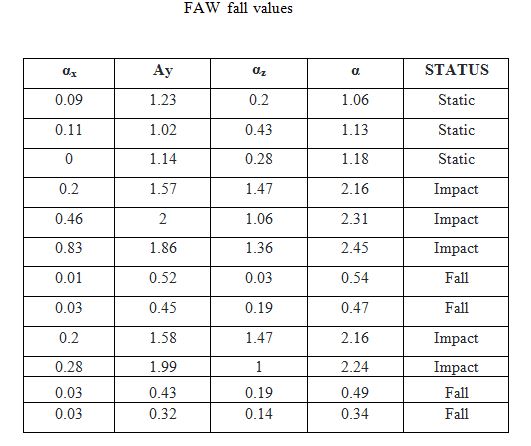 FAW fall values
αx Ay αz α STATUS
0.09 1.23 0.2 1.06 Static
0.11 1.02 0.43 1.13 Static
0 1.14 0.28 1.18 Static
0.2 1.57 1.47 2.16 Impact
0.46 2 1.06 2.31 Impact
0.83 1.86 1.36 2.45 Impact
0.01 0.52 0.03 0.54 Fall
0.03 0.45 0.19 0.47 Fall
0.2 1.58 1.47 2.16 Impact
0.28 1.99 1 2.24 Impact
0.03 0.43 0.19 0.49 Fall
0.03 0.32 0.14 0.34 Fall